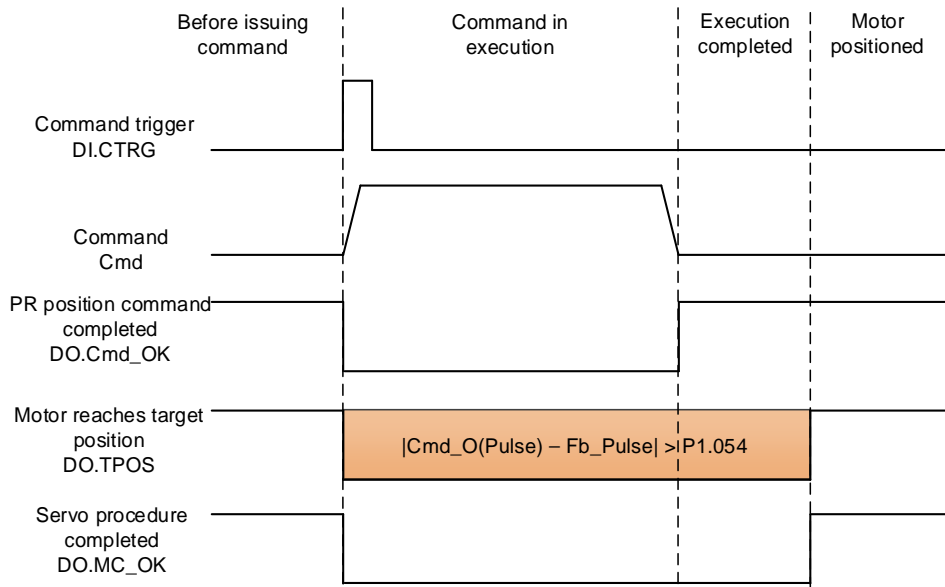 Before issuing
command
Command in
execution
Execution
completed
Motor
positioned
Command trigger
DI.CTRG
Command
Cmd
PR position command
completed
DO.Cmd_OK
Motor reaches target
position
DO.TPOS
|Cmd_O(Pulse) – Fb_Pulse| > P1.054
Servo procedure
completed
DO.MC_OK